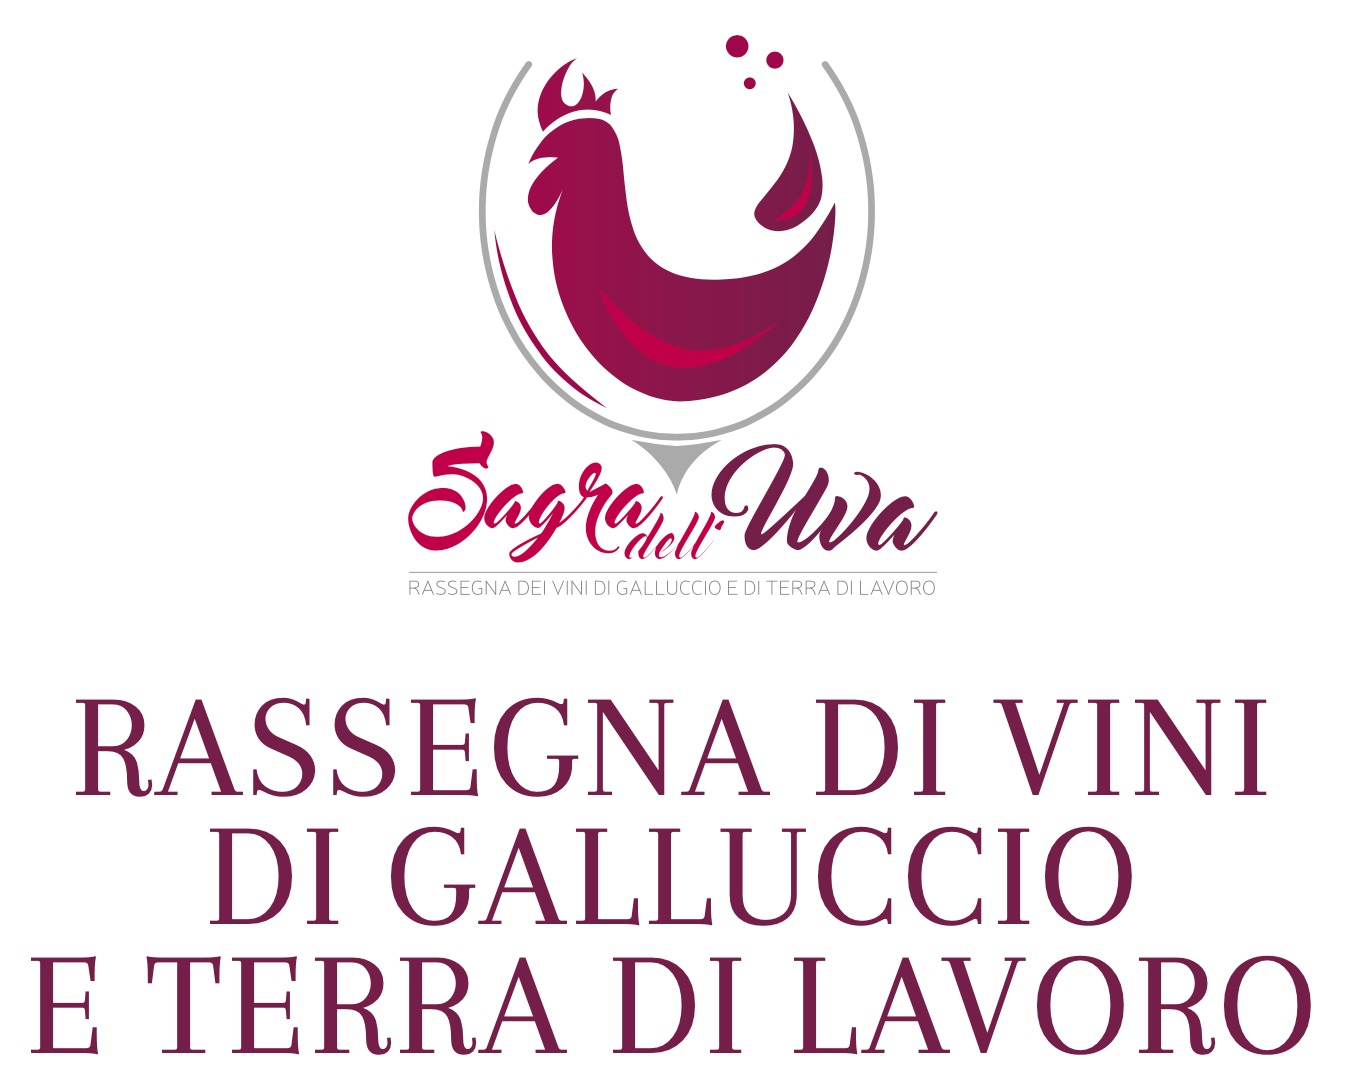 Sagra dell'Uva
RASSEGNA DEI VINI DI GALLUCCIO E DI TERRA DI LAVORO
RASSEGNA DI VINI
DI GALLUCCIO
E TERRA DI LAVORO